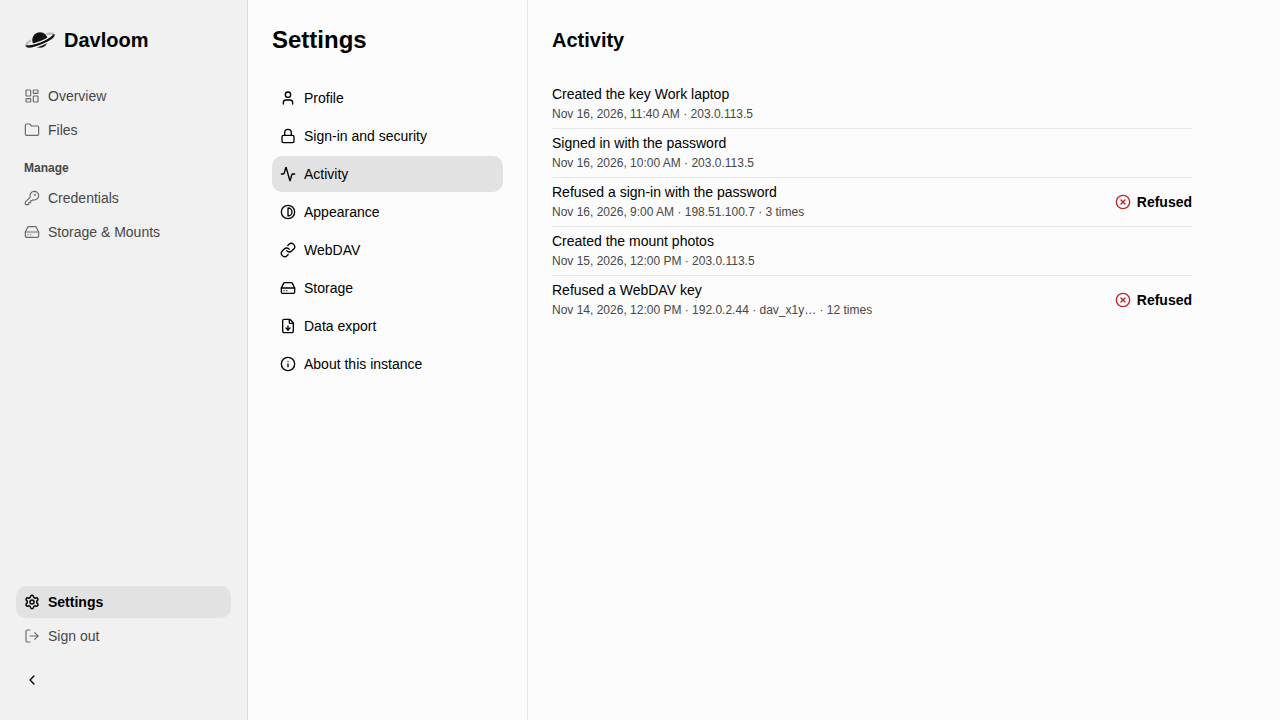 Davloom
Overview
Files
Manage
Credentials
Storage & Mounts
Settings
Sign out
Settings
Profile
Sign-in and security
Activity
Appearance
WebDAV
Storage
Data export
About this instance
Activity
Created the key Work laptop
Nov 16, 2026, 11:40 AM · 203.0.113.5
Signed in with the password
Nov 16, 2026, 10:00 AM · 203.0.113.5
Refused a sign-in with the password
Nov 16, 2026, 9:00 AM · 198.51.100.7 · 3 times
Refused
Created the mount photos
Nov 15, 2026, 12:00 PM · 203.0.113.5
Refused a WebDAV key
Nov 14, 2026, 12:00 PM · 192.0.2.44 · dav_x1y… · 12 times
Refused